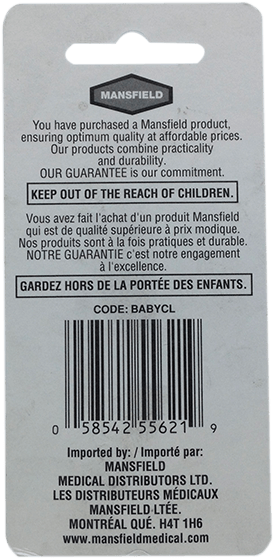 MANSFIELD
You have purchased a Mansfield product,
ensuring optimum quality at affordable prices.
Our products combine practicality
and durability.
OUR GUARANTEE is our commitment.
KEEP OUT OF THE REACH OF CHILDREN.
Vous avez fait l'achat d'un produit Mansfield
qui est de qualité supérieure à prix modique.
Nos produits sont à la fois pratiques et durable.
NOTRE GUARANTIE c'est notre engagement
à l'excellence.
GARDEZ HORS DE LA PORTÉE DES ENFANTS.
CODE: BABYCL
0 58542 55621 9
Imported by: / Importé par:
MANSFIELD
MEDICAL DISTRIBUTORS LTD.
LES DISTRIBUTEURS MÉDICAUX
MANSFIELD LTÉE.
MONTRÉAL QUÉ. H4T 1H6
www.mansfieldmedical.com